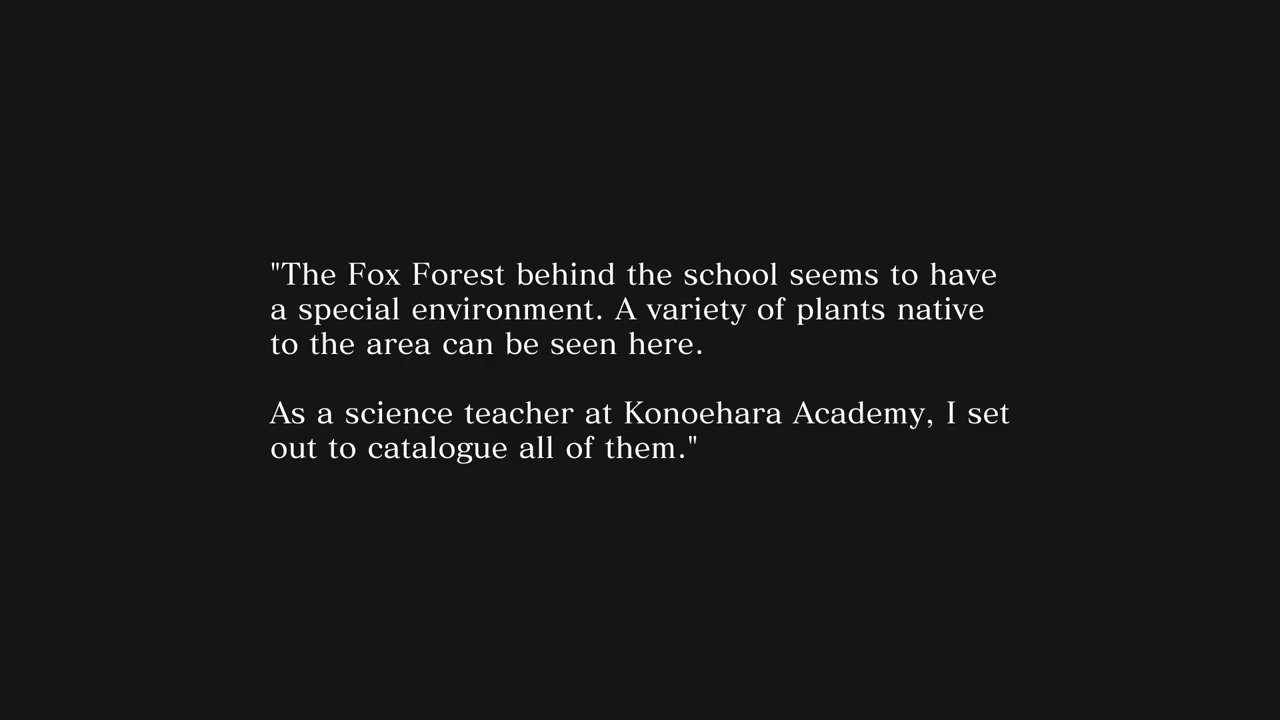 "The Fox Forest behind the school seems to have
a special environment. A variety of plants native
to the area can be seen here.
As a science teacher at Konoehara Academy, I set
out to catalogue all of them."